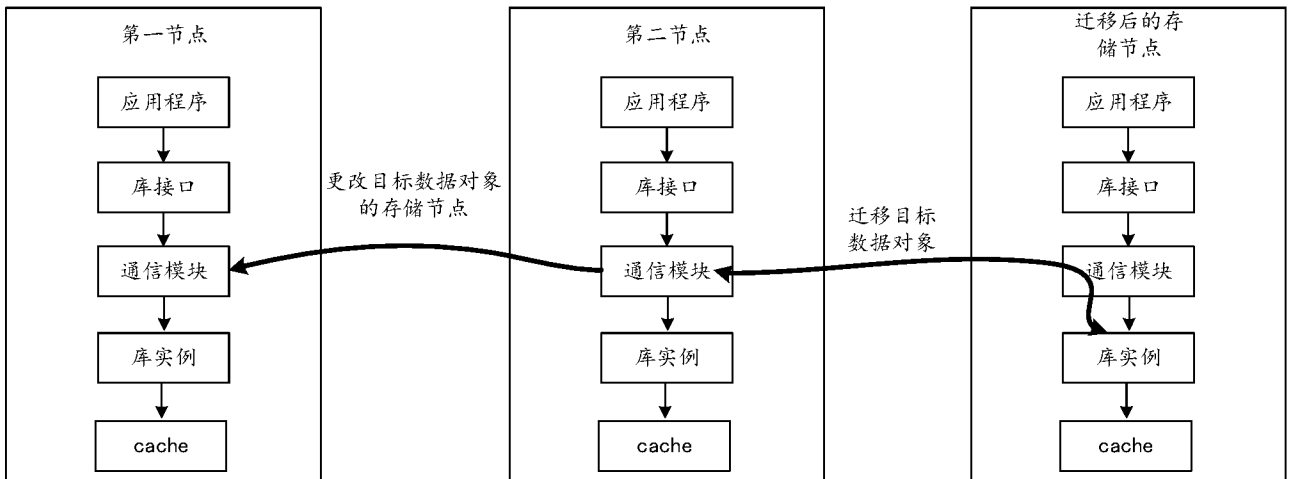 第一节点
应用程序
库接口
通信模块
库实例
cache
更改目标数据对象
的存储节点
第二节点
应用程序
库接口
通信模块
库实例
cache
迁移目标
数据对象
迁移后的存
储节点
应用程序
库接口
通信模块
库实例
cache